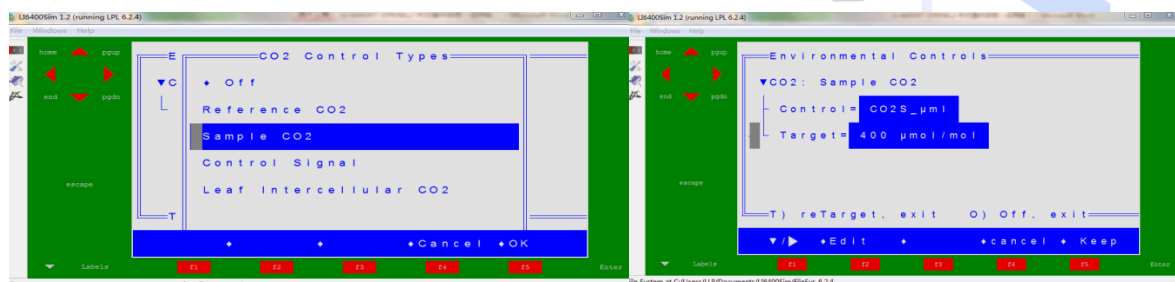 LI6400Sim 1.2 (running LPL 6.2.4)
File Windows Help
home pgup
end pgdn
escape
E CO2 Control Types
▼C ◆ Off
Reference CO2
Sample CO2
Control Signal
Leaf Intercellular CO2
T
◆ ◆ ◆Cancel ◆OK
Labels f1 f2 f3 f4 f5 Enter
LI6400Sim 1.2 (running LPL 6.2.4)
File Windows Help
home pgup
end pgdn
escape
Environmental Controls
▼CO2: Sample CO2
Control= CO2S_µml
Target= 400 µmol/mol
T) reTarget, exit O) Off, exit
▼/▶ ◆Edit ◆ ◆cancel ◆ Keep
Labels f1 f2 f3 f4 f5 Enter